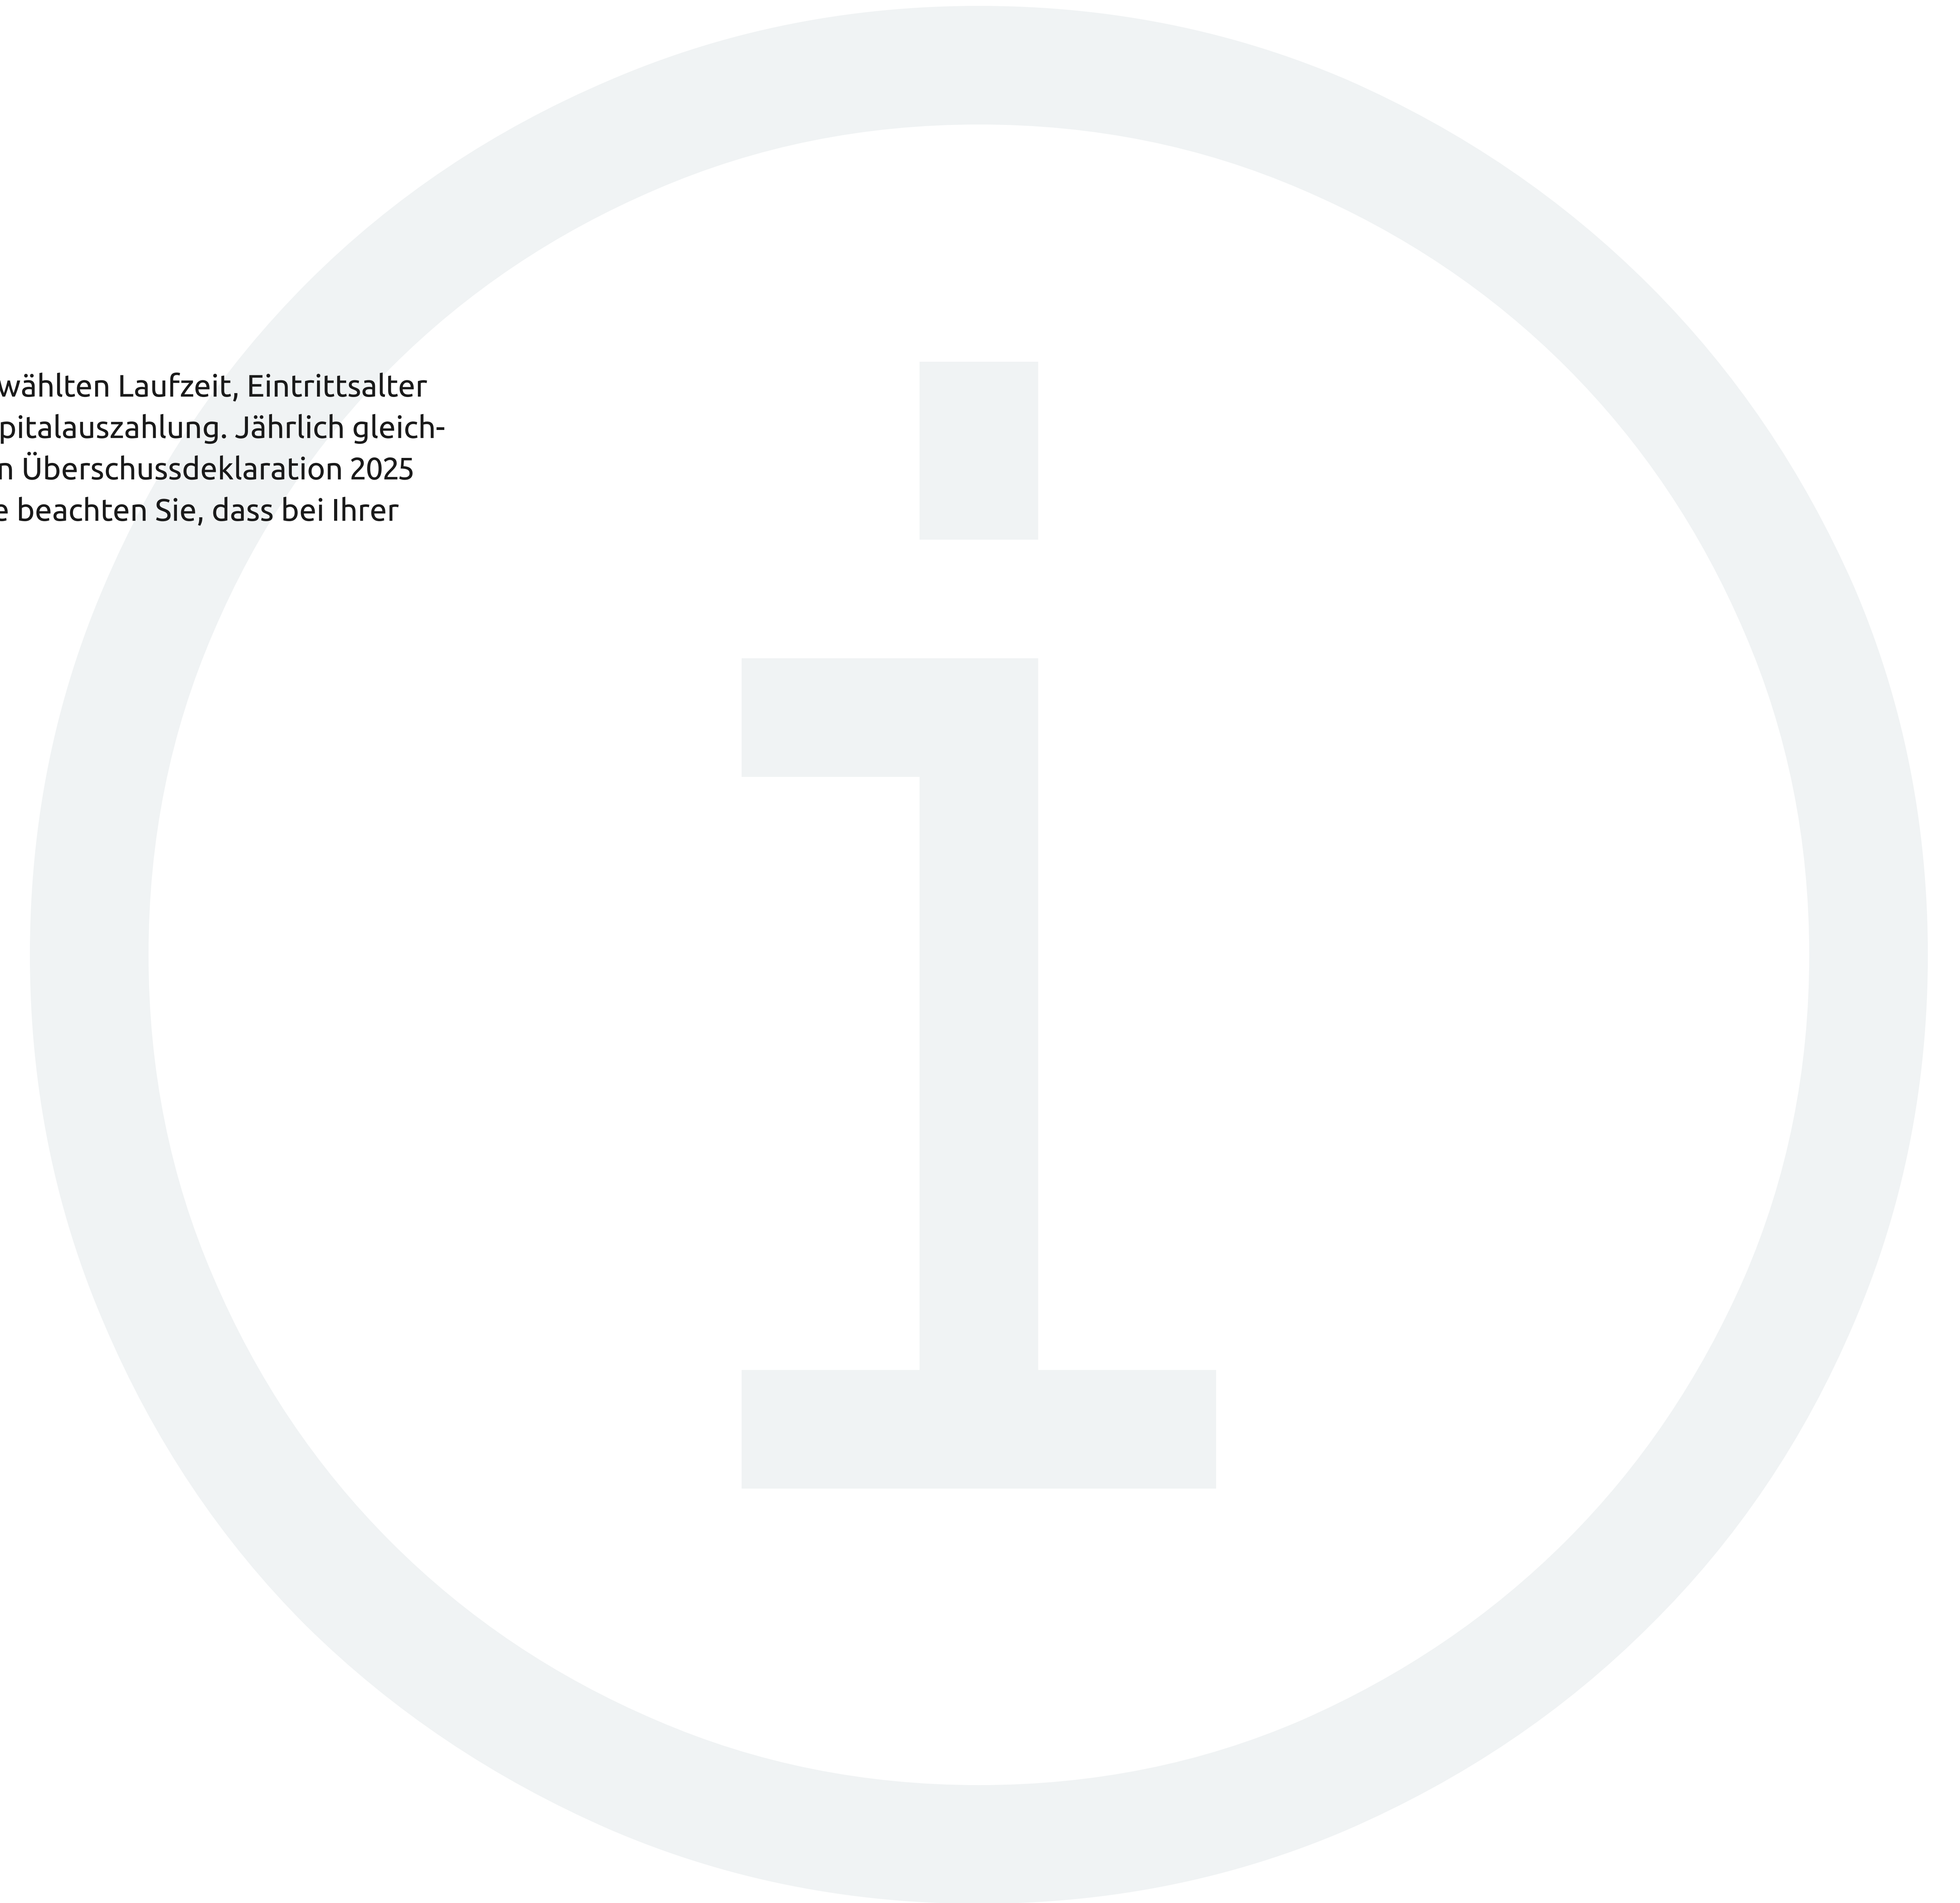 wählten Laufzeit, Eintrittsalter
pitalauszahlung. Jährlich gleich-
n Überschussdeklaration 2025
e beachten Sie, dass bei Ihrer